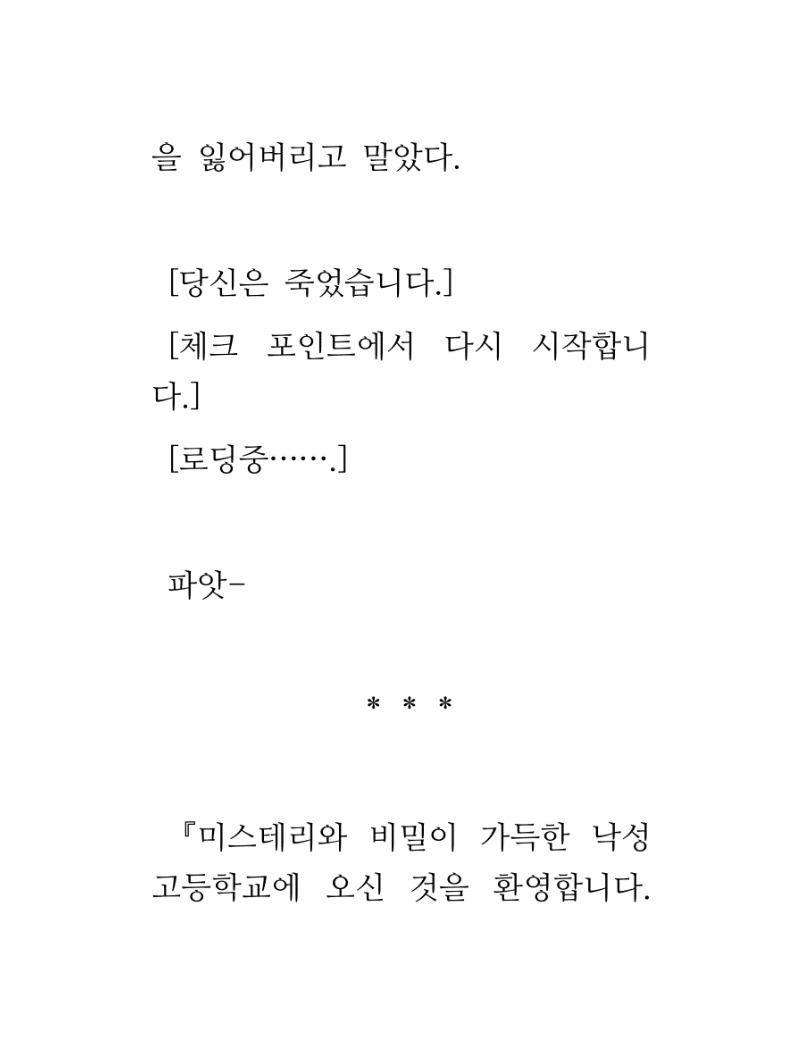 을 잃어버리고 말았다.
[당신은 죽었습니다.]
[체크 포인트에서 다시 시작합니
다.]
[로딩중…….]
파앗–
* * *
『미스테리와 비밀이 가득한 낙성
고등학교에 오신 것을 환영합니다.